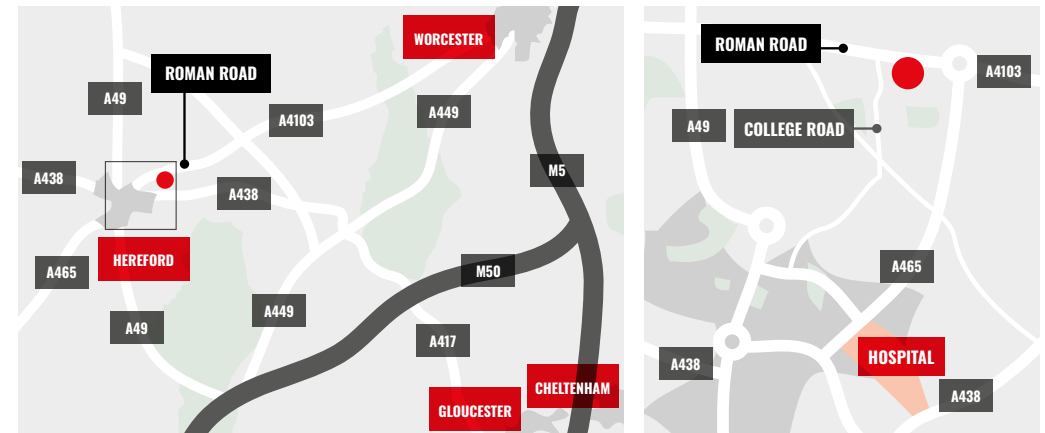 WORCESTER
ROMAN ROAD
A49
A4103
A449
M5
A438
A438
HEREFORD
A465
M50
A449
A49
A417
CHELTENHAM
GLOUCESTER
ROMAN ROAD
A4103
A49
COLLEGE ROAD
A465
HOSPITAL
A438
A438